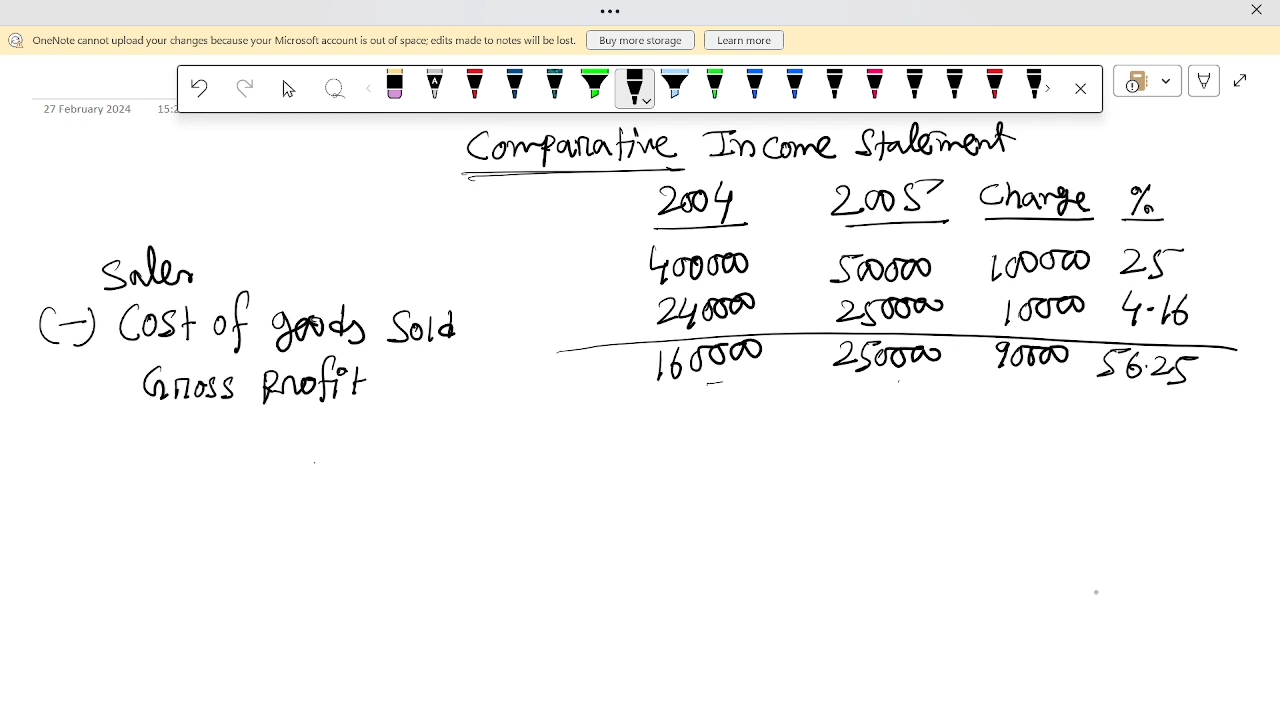 OneNote cannot upload your changes because your Microsoft account is out of space; edits made to notes will be lost. Buy more storage Learn more
27 February 2024 15:2
Comparative Income Statement
2004 2005 Change %
Sales 400000 500000 100000 25
(-) Cost of goods sold 240000 250000 10000 4.16
Gross Profit 160000 250000 90000 56.25